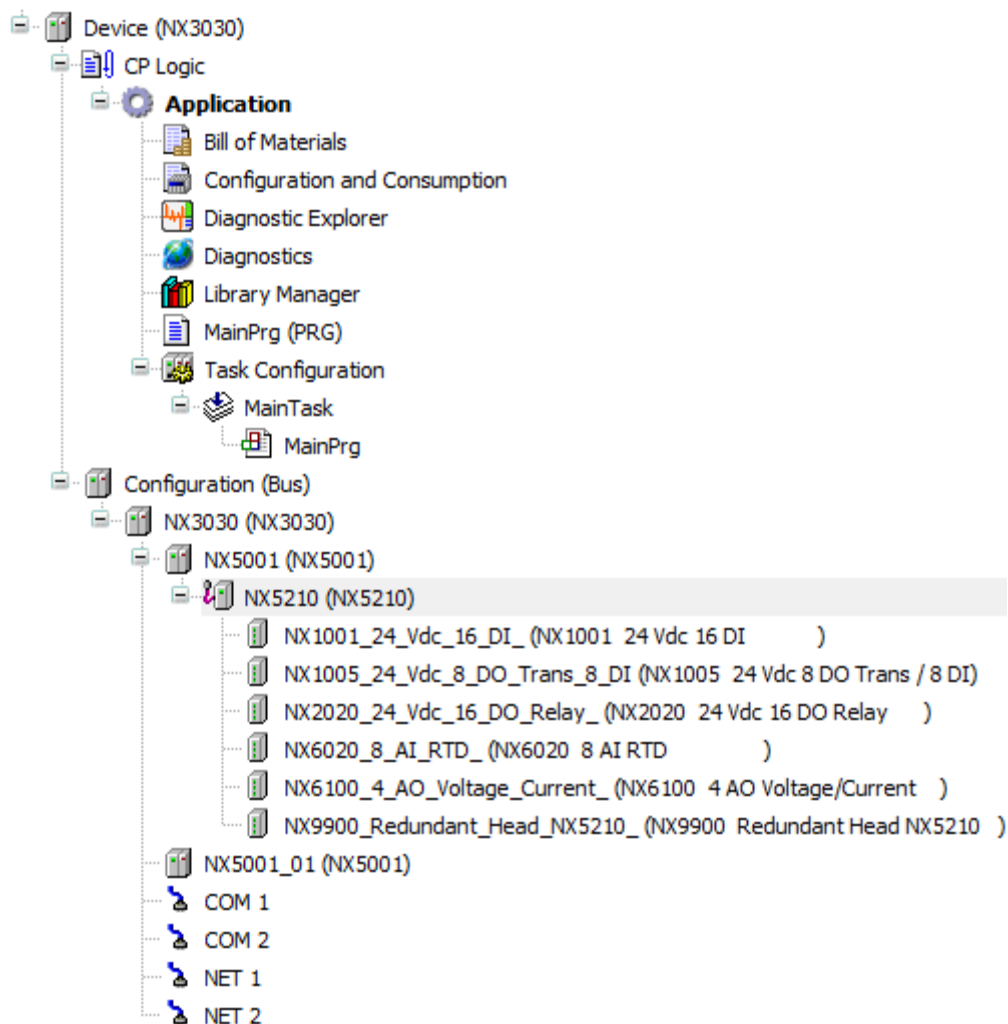 Device (NX3030)
CP Logic
Application
Bill of Materials
Configuration and Consumption
Diagnostic Explorer
Diagnostics
Library Manager
MainPrg (PRG)
Task Configuration
MainTask
MainPrg
Configuration (Bus)
NX3030 (NX3030)
NX5001 (NX5001)
NX5210 (NX5210)
NX1001_24_Vdc_16_DI_ (NX1001 24 Vdc 16 DI )
NX1005_24_Vdc_8_DO_Trans_8_DI (NX1005 24 Vdc 8 DO Trans / 8 DI)
NX2020_24_Vdc_16_DO_Relay_ (NX2020 24 Vdc 16 DO Relay )
NX6020_8_AI_RTD_ (NX6020 8 AI RTD )
NX6100_4_AO_Voltage_Current_ (NX6100 4 AO Voltage/Current )
NX9900_Redundant_Head_NX5210_ (NX9900 Redundant Head NX5210 )
NX5001_01 (NX5001)
COM 1
COM 2
NET 1
NET 2